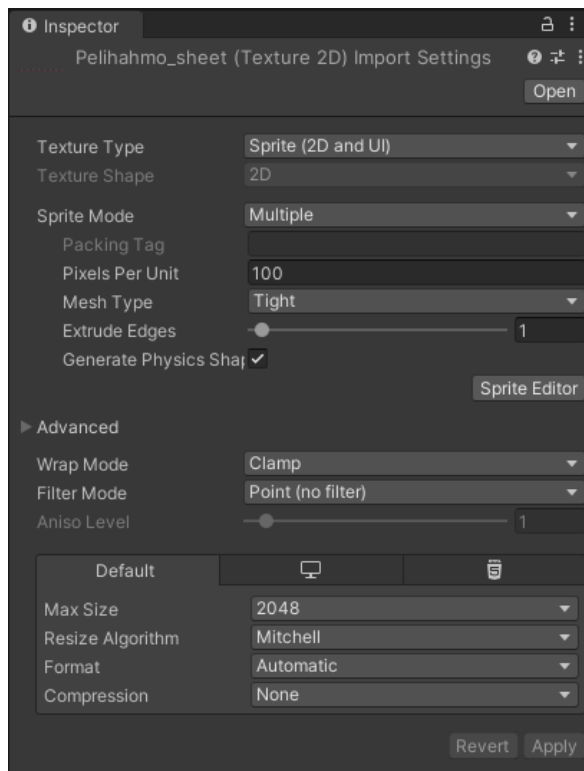 Inspector
Pelihahmo_sheet (Texture 2D) Import Settings
Open
Texture Type Sprite (2D and UI)
Texture Shape 2D
Sprite Mode Multiple
Packing Tag
Pixels Per Unit 100
Mesh Type Tight
Extrude Edges 1
Generate Physics Shap
Sprite Editor
Advanced
Wrap Mode Clamp
Filter Mode Point (no filter)
Aniso Level 1
Default
Max Size 2048
Resize Algorithm Mitchell
Format Automatic
Compression None
Revert Apply